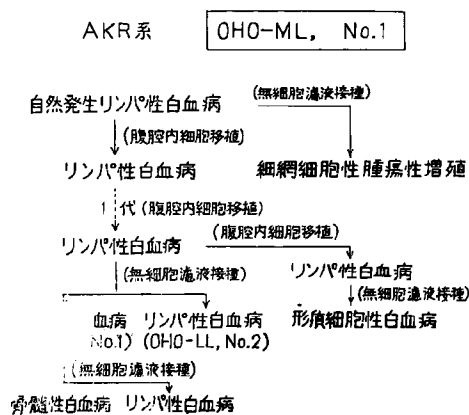 AKR系 OHO-ML, No.1
自然発生リンパ性白血病 (無細胞濾液接種)
(腹腔内細胞移植)
リンパ性白血病 細網細胞性腫瘍性増殖
1代 (腹腔内細胞移植)
リンパ性白血病 (腹腔内細胞移植)
(無細胞濾液接種) リンパ性白血病
(無細胞濾液接種)
血病 リンパ性白血病 形質細胞性白血病
No.1) (OHO-LL, No.2)
(無細胞濾液接種)
骨髄性白血病 リンパ性白血病